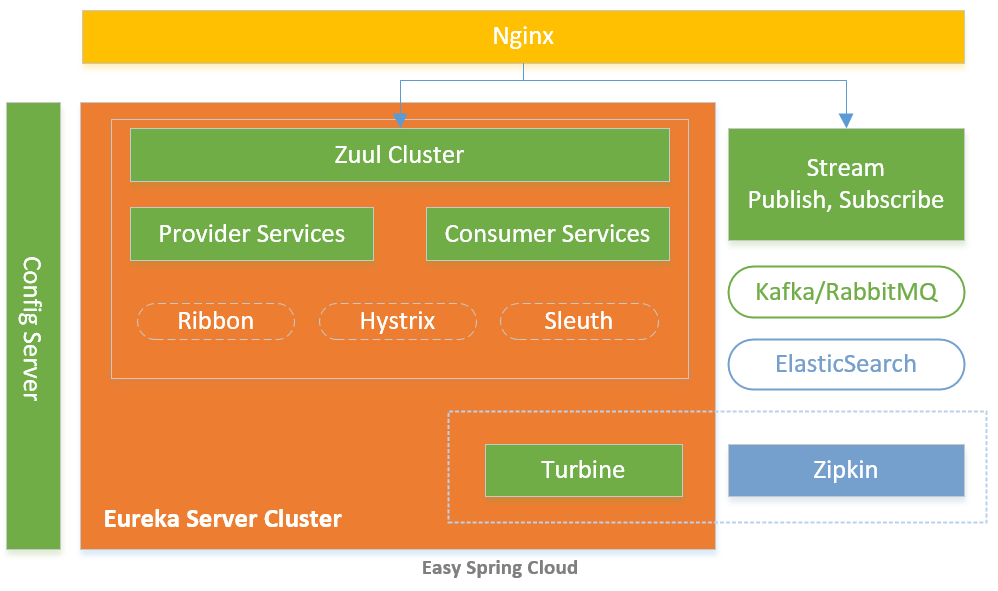 Nginx
Zuul Cluster
Stream
Publish, Subscribe
Provider Services
Consumer Services
Kafka/RabbitMQ
Ribbon
Hystrix
Sleuth
Config Server
ElasticSearch
Turbine
Zipkin
Eureka Server Cluster
Easy Spring Cloud